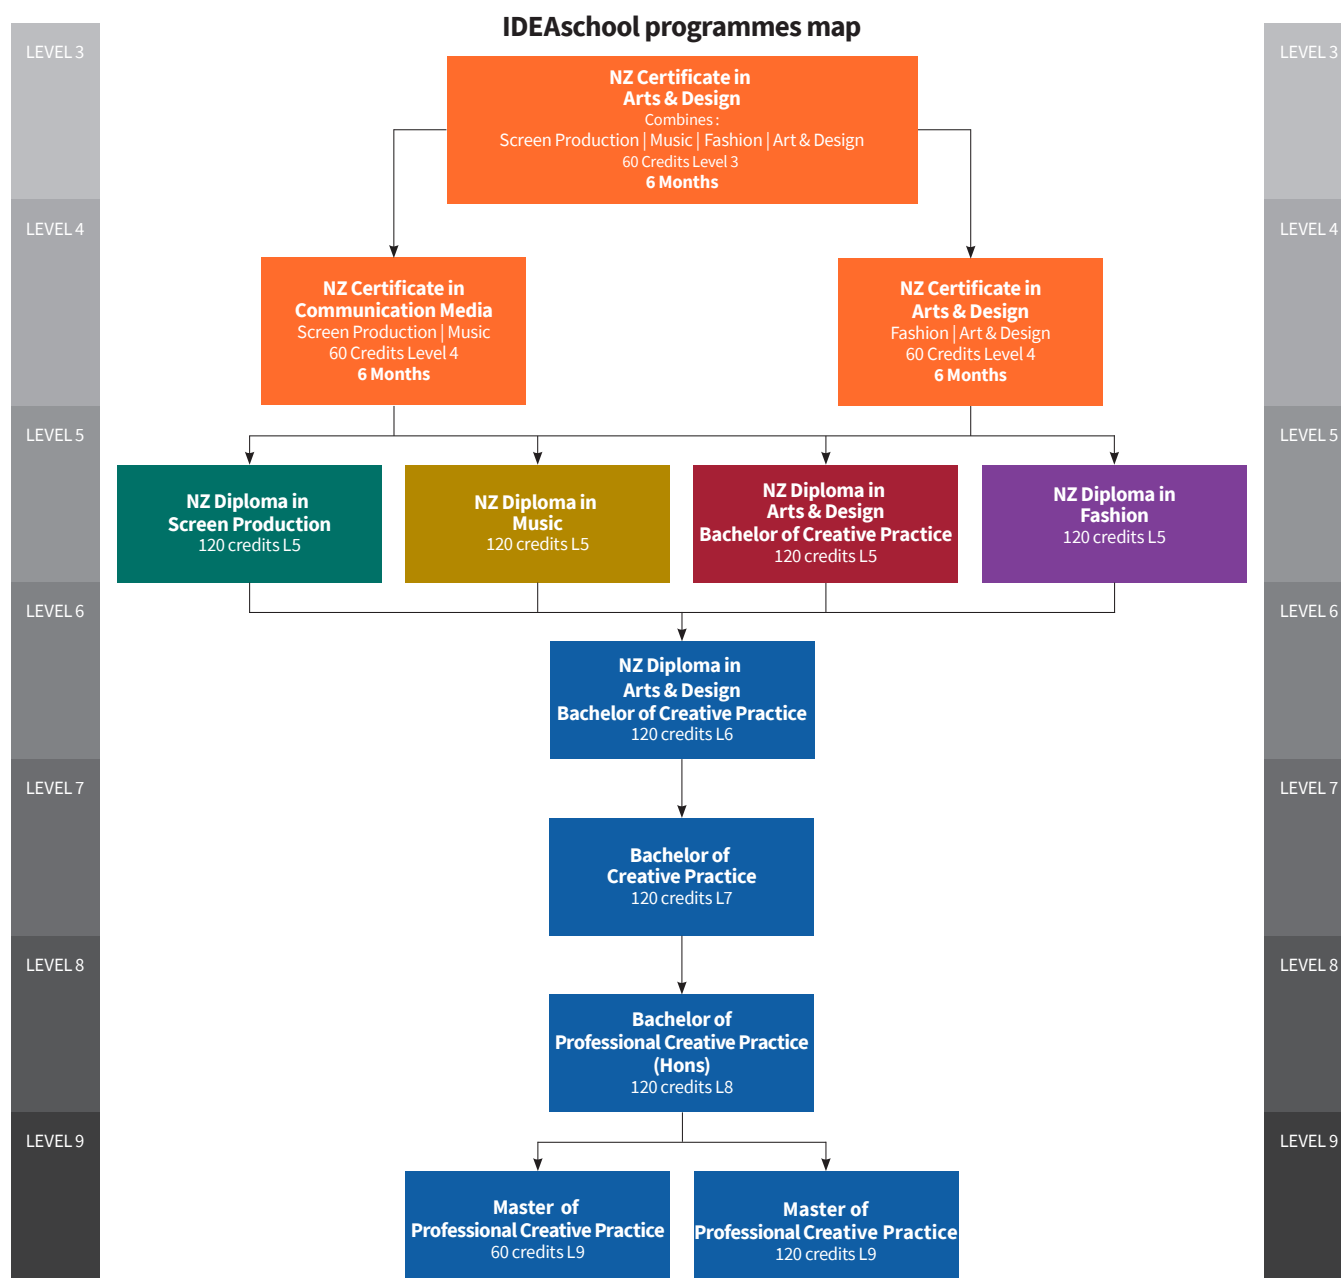 IDEAschool programmes map
LEVEL 3
LEVEL 3
NZ Certificate in
Arts & Design
Combines :
Screen Production | Music | Fashion | Art & Design
60 Credits Level 3
6 Months
LEVEL 4
LEVEL 4
NZ Certificate in
Communication Media
Screen Production | Music
60 Credits Level 4
6 Months
NZ Certificate in
Arts & Design
Fashion | Art & Design
60 Credits Level 4
6 Months
LEVEL 5
LEVEL 5
NZ Diploma in
Screen Production
120 credits L5
NZ Diploma in
Music
120 credits L5
NZ Diploma in
Arts & Design
Bachelor of Creative Practice
120 credits L5
NZ Diploma in
Fashion
120 credits L5
LEVEL 6
LEVEL 6
NZ Diploma in
Arts & Design
Bachelor of Creative Practice
120 credits L6
LEVEL 7
LEVEL 7
Bachelor of
Creative Practice
120 credits L7
LEVEL 8
LEVEL 8
Bachelor of
Professional Creative Practice
(Hons)
120 credits L8
LEVEL 9
LEVEL 9
Master of
Professional Creative Practice
60 credits L9
Master of
Professional Creative Practice
120 credits L9